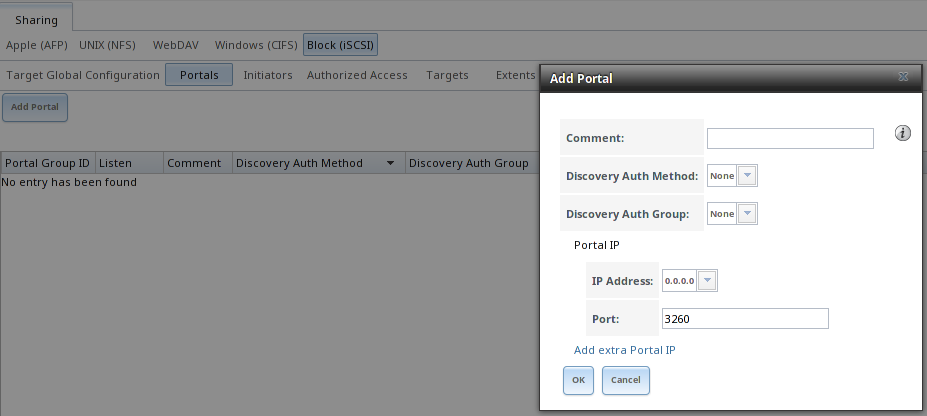 Sharing
Apple (AFP) UNIX (NFS) WebDAV Windows (CIFS) Block (iSCSI)
Target Global Configuration Portals Initiators Authorized Access Targets Extents
Add Portal
Portal Group ID Listen Comment Discovery Auth Method Discovery Auth Group
No entry has been found
Add Portal x
Comment: i
Discovery Auth Method: None
Discovery Auth Group: None
Portal IP
IP Address: 0.0.0.0
Port: 3260
Add extra Portal IP
OK Cancel